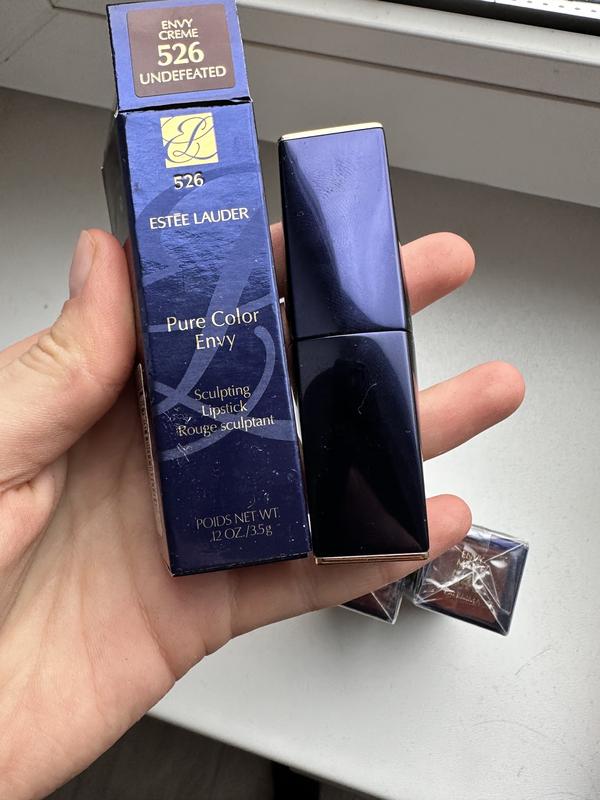 ENVY
CREME
526
UNDEFEATED
526
ESTĒE LAUDER
Pure Color
Envy
Sculpting
Lipstick
Rouge sculptant
POIDS NET WT.
.12 OZ./3.5g
ENVY